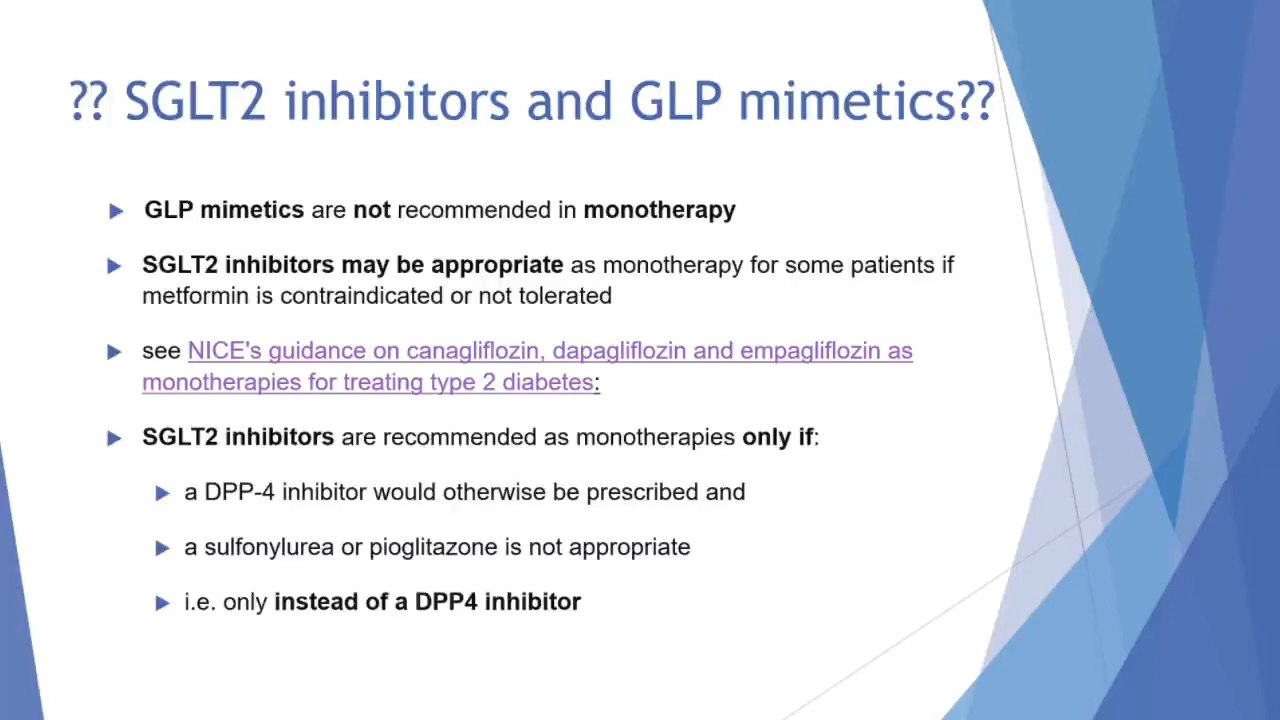 ?? SGLT2 inhibitors and GLP mimetics??
GLP mimetics are not recommended in monotherapy
SGLT2 inhibitors may be appropriate as monotherapy for some patients if
metformin is contraindicated or not tolerated
see NICE's guidance on canagliflozin, dapagliflozin and empagliflozin as
monotherapies for treating type 2 diabetes:
SGLT2 inhibitors are recommended as monotherapies only if:
a DPP-4 inhibitor would otherwise be prescribed and
a sulfonylurea or pioglitazone is not appropriate
i.e. only instead of a DPP4 inhibitor